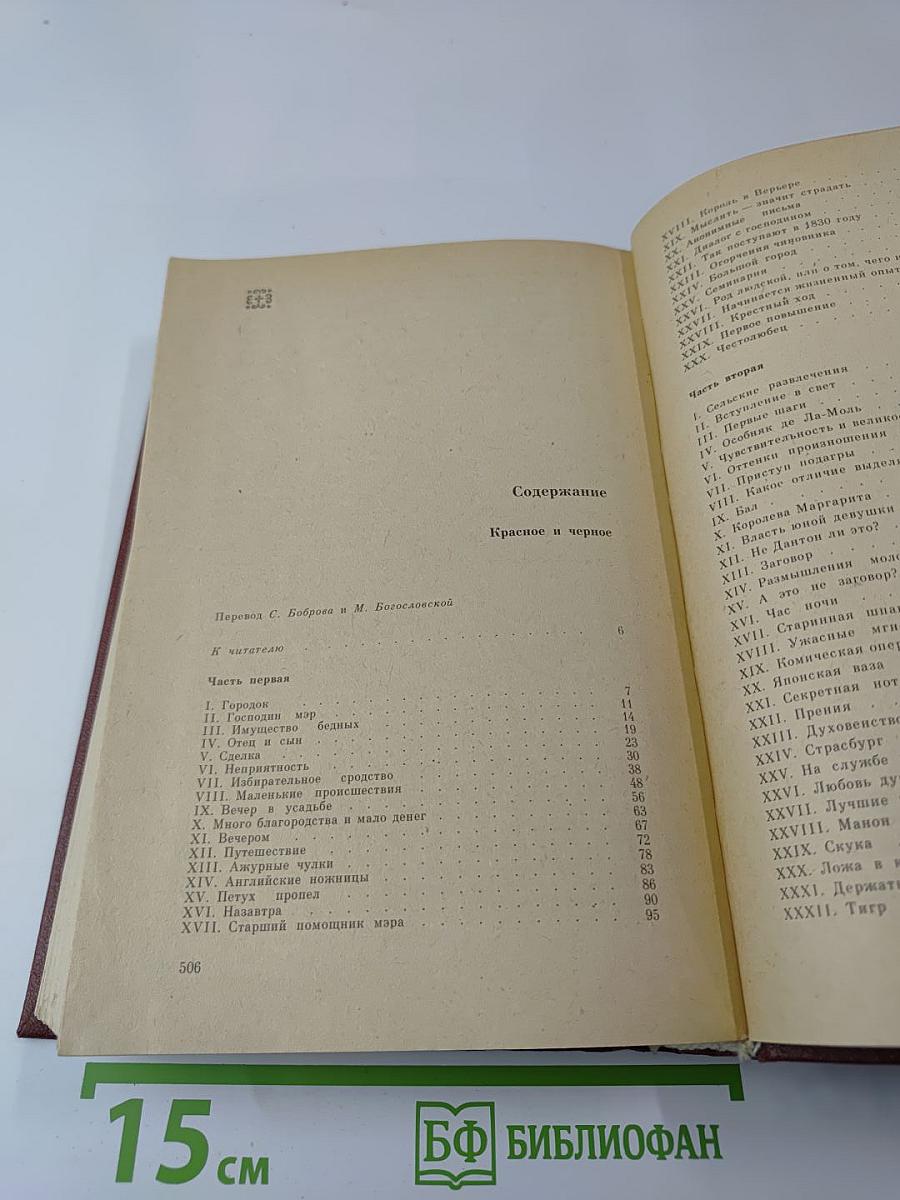 Содержание
Красное и черное
Перевод С. Боброва и М. Богословской
К читателю 6
Часть первая
I. Городок 7
II. Господин мэр 11
III. Имущество бедных 14
IV. Отец и сын 19
V. Сделка 23
VI. Неприятность 30
VII. Избирательное сродство 38
VIII. Маленькие происшествия 48
IX. Вечер в усадьбе 56
X. Много благородства и мало денег 63
XI. Вечером 67
XII. Путешествие 72
XIII. Ажурные чулки 78
XIV. Английские ножницы 83
XV. Петух пропел 86
XVI. Назавтра 90
XVII. Старший помощник мэра 95
506
XVIII. Король в Верьере
XIX. Мыслить — значит страдать
XX. Анонимные письма
XXI. Диалог с господином
XXII. Так поступают в 1830 году
XXIII. Огорчения чиновника
XXIV. Большой город
XXV. Семинария
XXVI. Род людской, или о том, чего н
XXVII. Начинается жизненный опыт
XXVIII. Крестный ход
XXIX. Первое повышение
XXX. Честолюбец
Часть вторая
I. Сельские развлечения
II. Вступление в свет
III. Первые шаги
IV. Особняк де Ла-Моль
V. Чувствительность и великос
VI. Оттенки произношения
VII. Приступ подагры
VIII. Какое отличие выделя
IX. Бал
X. Королева Маргарита
XI. Власть юной девушки
XII. Не Дантон ли это?
XIII. Заговор
XIV. Размышления моло
XV. А это не заговор?
XVI. Час ночи
XVII. Старинная шпа
XVIII. Ужасные мгн
XIX. Комическая опер
XX. Японская ваза
XXI. Секретная нот
XXII. Прения
XXIII. Духовенство
XXIV. Страсбург
XXV. На службе
XXVI. Любовь ду
XXVII. Лучшие
XXVIII. Манон
XXIX. Скука
XXX. Ложа в к
XXXI. Держать
XXXII. Тигр
15 см
БФ БИБЛИОФАН